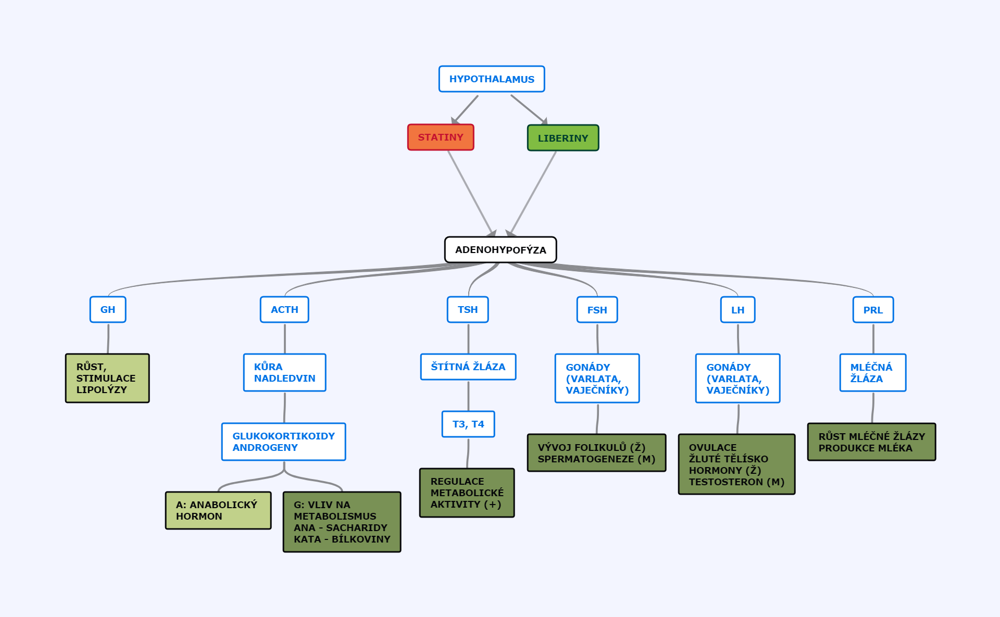 HYPOTHALAMUS
STATINY
LIBERINY
ADENOHYPOFÝZA
GH
ACTH
TSH
FSH
LH
PRL
RŮST,
STIMULACE
LIPOLÝZY
KŮRA
NADLEDVIN
ŠTÍTNÁ ŽLÁZA
GONÁDY
(VARLATA,
VAJEČNÍKY)
GONÁDY
(VARLATA,
VAJEČNÍKY)
MLÉČNÁ
ŽLÁZA
GLUKOKORTIKOIDY
ANDROGENY
T3, T4
VÝVOJ FOLIKULŮ (Ž)
SPERMATOGENEZE (M)
OVULACE
ŽLUTÉ TĚLÍSKO
HORMONY (Ž)
TESTOSTERON (M)
RŮST MLÉČNÉ ŽLÁZY
PRODUKCE MLÉKA
A: ANABOLICKÝ
HORMON
G: VLIV NA
METABOLISMUS
ANA - SACHARIDY
KATA - BÍLKOVINY
REGULACE
METABOLICKÉ
AKTIVITY (+)